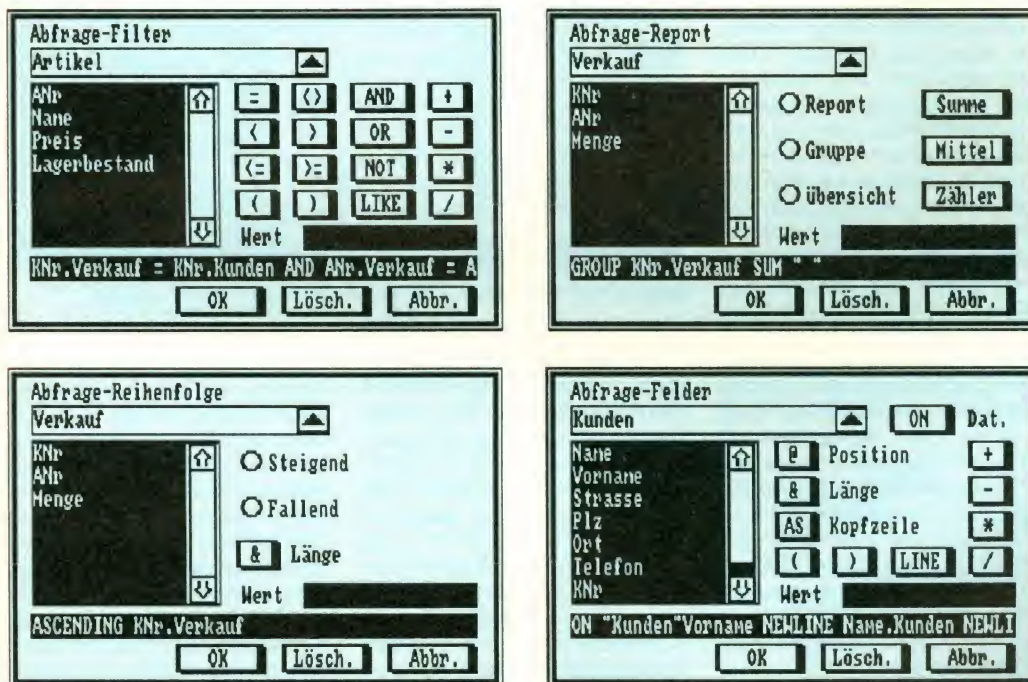 Abfrage-Filter
Artikel
ANr
Name
Preis
Lagerbestand
= <> AND +
< > OR -
<= >= NOT *
( ) LIKE /
Wert
KNr.Verkauf = KNr.Kunden AND ANr.Verkauf = A
OK Lösch. Abbr.
Abfrage-Report
Verkauf
KNr
ANr
Menge
Report Summe
Gruppe Mittel
übersicht Zähler
Wert
GROUP KNr.Verkauf SUM " "
OK Lösch. Abbr.
Abfrage-Reihenfolge
Verkauf
KNr
ANr
Menge
Steigend
Fallend
& Länge
Wert
ASCENDING KNr.Verkauf
OK Lösch. Abbr.
Abfrage-Felder
Kunden
ON Dat.
Name
Vorname
Strasse
Plz
Ort
Telefon
KNr
@ Position +
& Länge -
AS Kopfzeile *
( ) LINE /
Wert
ON "Kunden"Vorname NEWLINE Name.Kunden NEWLI
OK Lösch. Abbr.